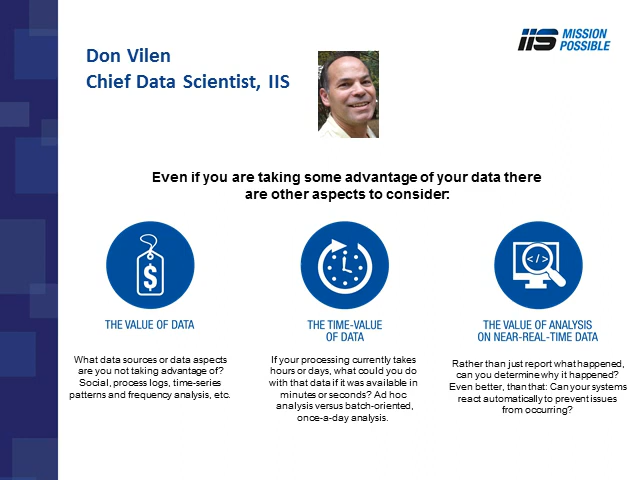 Don Vilen
Chief Data Scientist, IIS
IIS MISSION
POSSIBLE
Even if you are taking some advantage of your data there
are other aspects to consider:
$
</>
THE VALUE OF DATA
What data sources or data aspects
are you not taking advantage of?
Social, process logs, time-series
patterns and frequency analysis, etc.
THE TIME-VALUE
OF DATA
If your processing currently takes
hours or days, what could you do
with that data if it was available in
minutes or seconds? Ad hoc
analysis versus batch-oriented,
once-a-day analysis.
THE VALUE OF ANALYSIS
ON NEAR-REAL-TIME DATA
Rather than just report what happened,
can you determine why it happened?
Even better, than that: Can your systems
react automatically to prevent issues
from occurring?